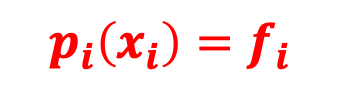 pᵢ(xᵢ) = fᵢ